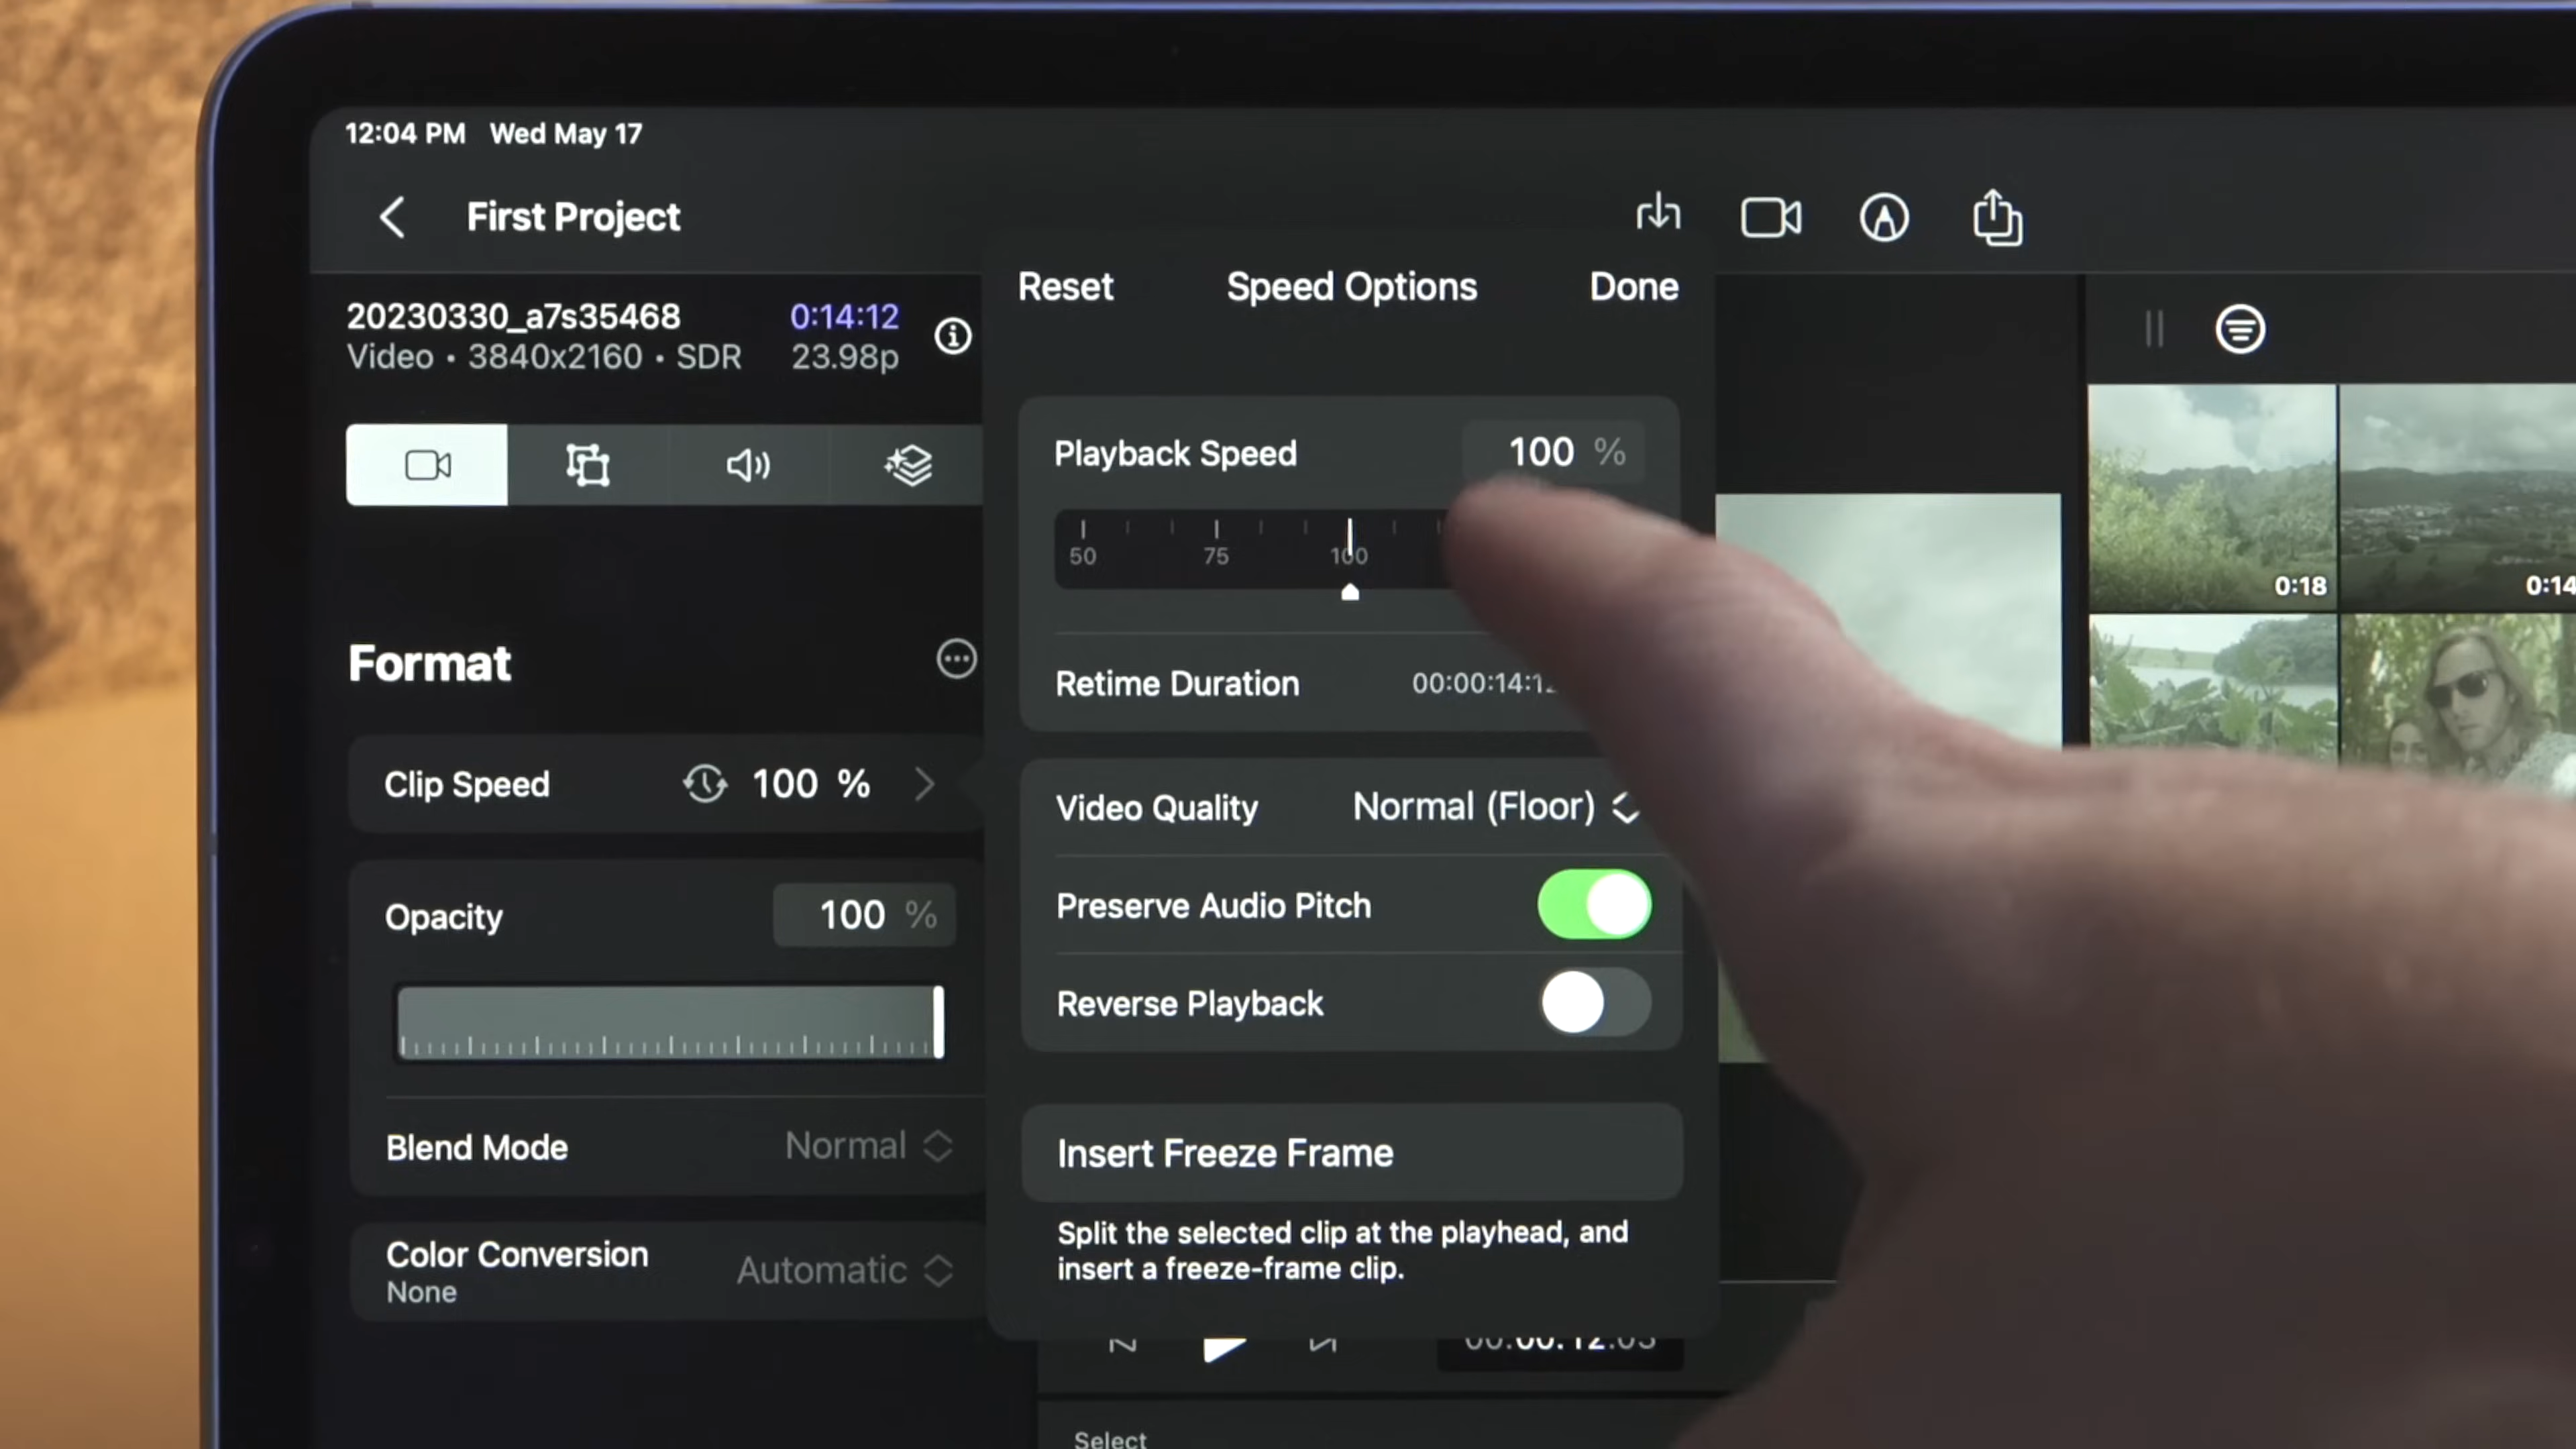 12:04 PM Wed May 17
First Project
20230330_a7s35468 0:14:12
Video • 3840x2160 • SDR 23.98p
Format
Clip Speed 100 %
Opacity 100 %
Blend Mode Normal
Color Conversion Automatic
None
Reset Speed Options Done
Playback Speed 100 %
50 75 100
Retime Duration
Video Quality Normal (Floor)
Preserve Audio Pitch
Reverse Playback
Insert Freeze Frame
Split the selected clip at the playhead, and
insert a freeze-frame clip.
Select
0:18
0:14